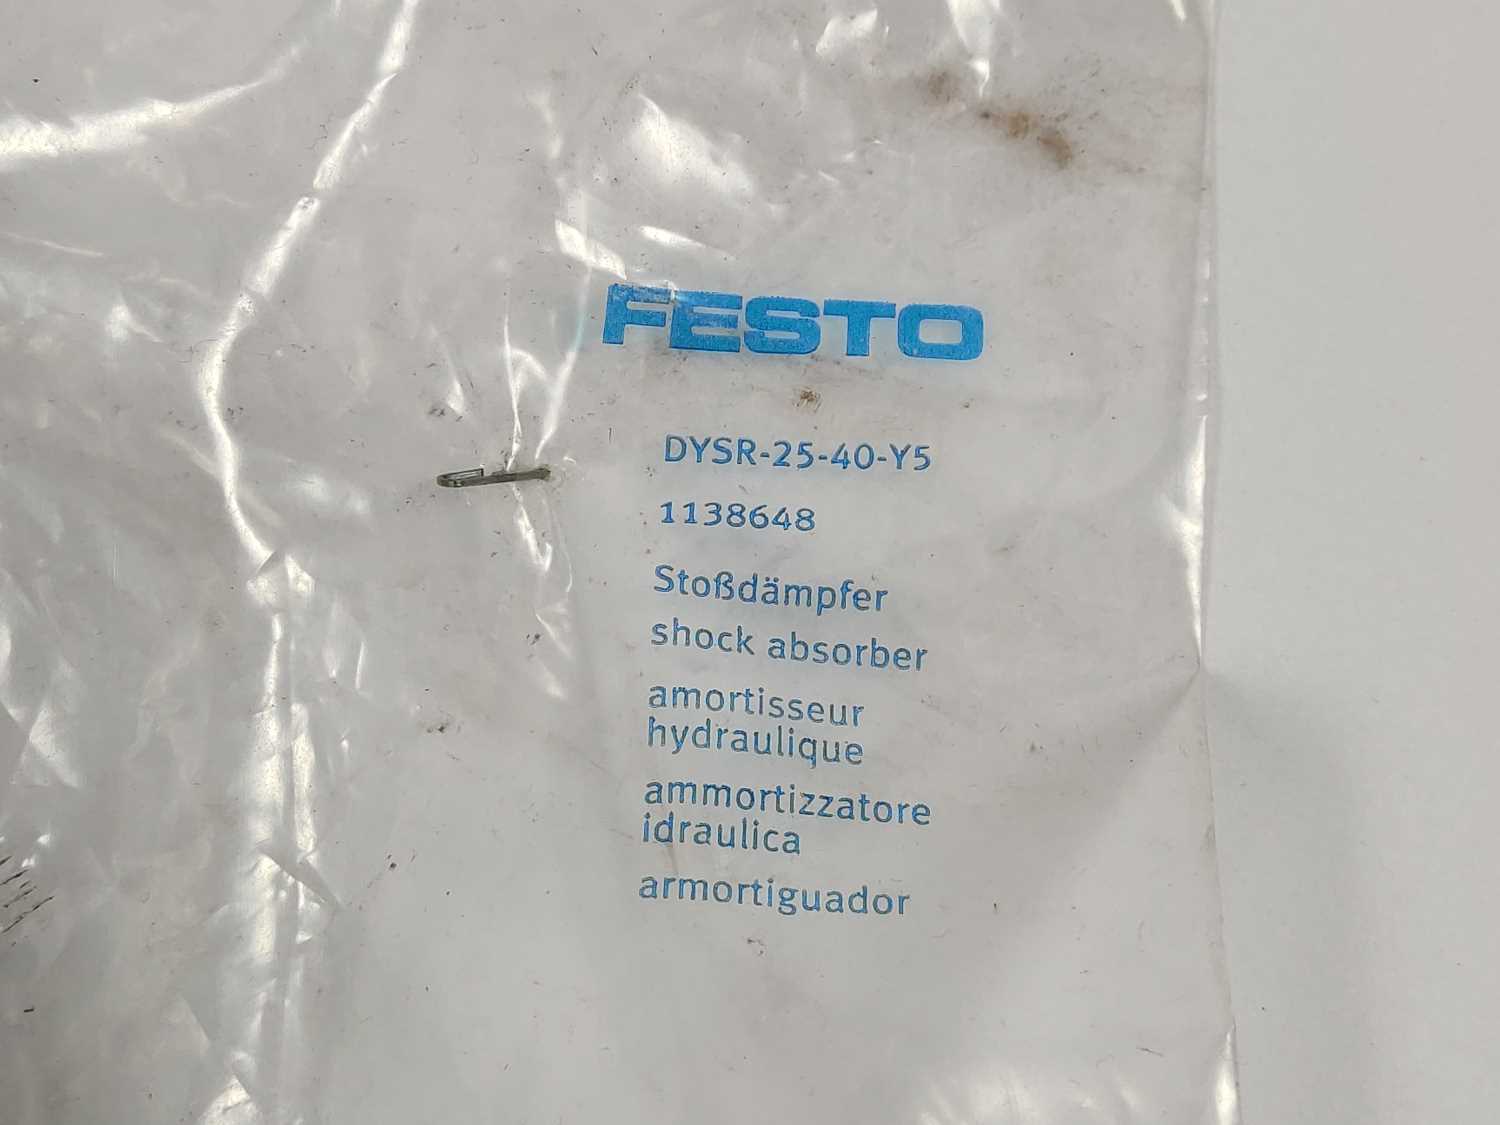 FESTO
DYSR-25-40-Y5
1138648
Stoßdämpfer
shock absorber
amortisseur
hydraulique
ammortizzatore
idraulica
armortiguador